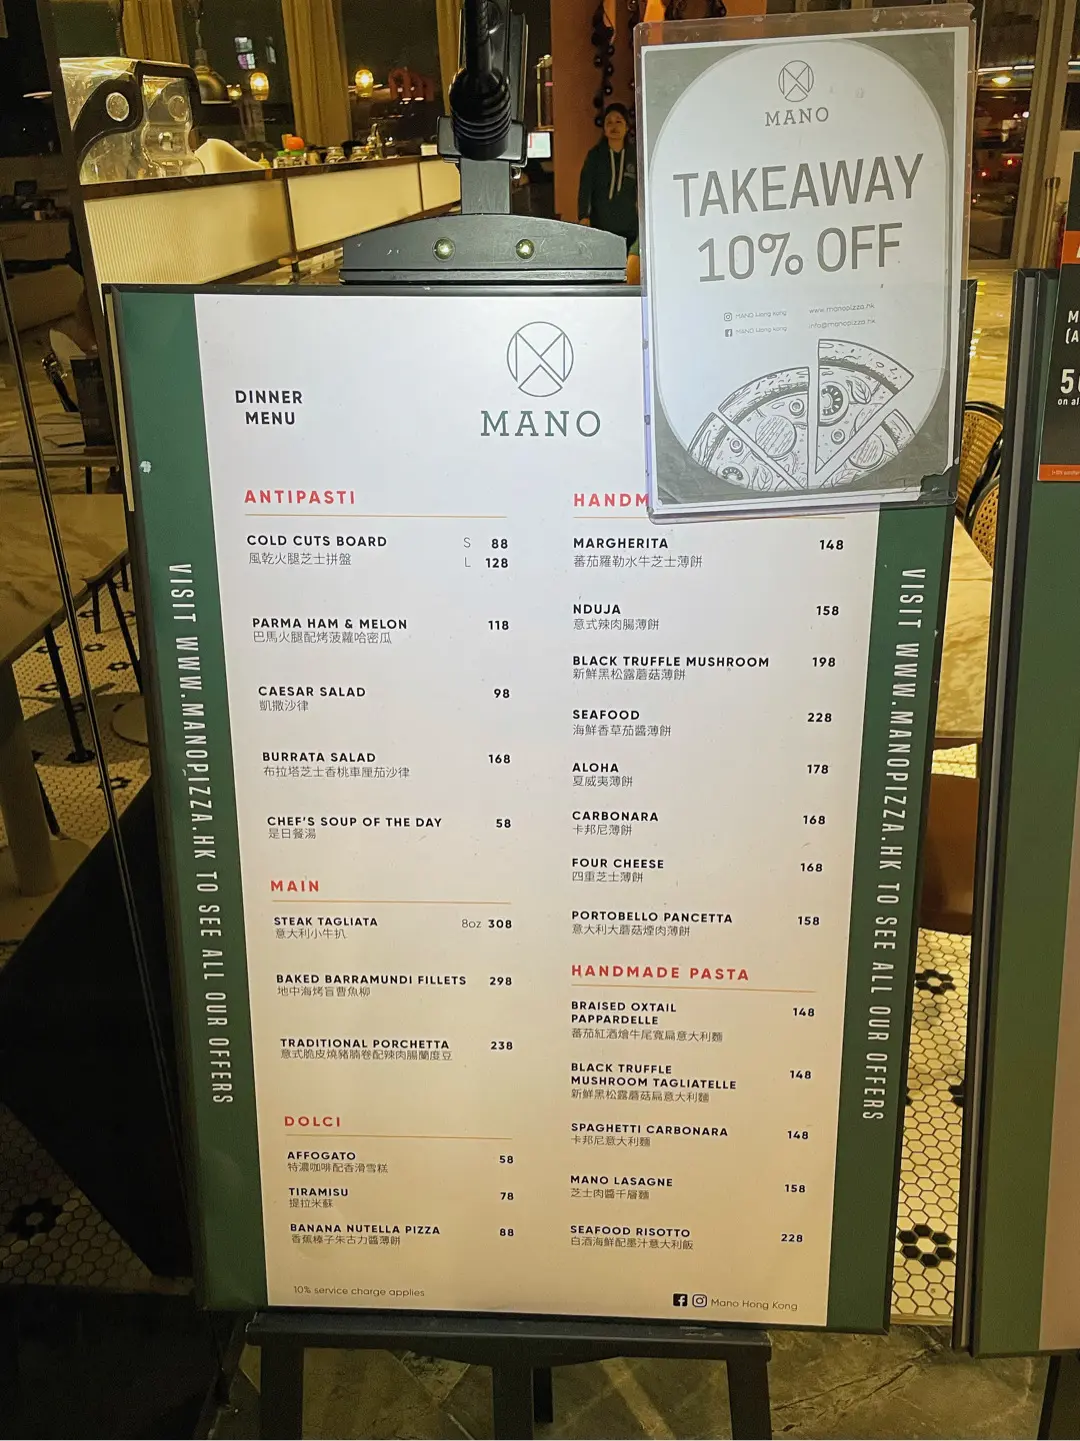 MANO
TAKEAWAY
10% OFF
MANO Hong Kong
www.manopizza.hk
MANO Hong Kong
info@manopizza.hk
DINNER
MENU
MANO
ANTIPASTI
COLD CUTS BOARD S 88
風乾火腿芝士拼盤 L 128
PARMA HAM & MELON 118
巴馬火腿配烤菠蘿哈密瓜
CAESAR SALAD 98
凱撒沙律
BURRATA SALAD 168
布拉塔芝士香桃車厘茄沙律
CHEF'S SOUP OF THE DAY 58
是日餐湯
MAIN
STEAK TAGLIATA 8oz 308
意大利小牛扒
BAKED BARRAMUNDI FILLETS 298
地中海烤盲曹魚柳
TRADITIONAL PORCHETTA 238
意式脆皮燒豬腩卷配辣肉腸蘭度豆
DOLCI
AFFOGATO 58
特濃咖啡配香滑雪糕
TIRAMISU 78
提拉米蘇
BANANA NUTELLA PIZZA 88
香蕉榛子朱古力醬薄餅
10% service charge applies
HANDM
MARGHERITA 148
蕃茄羅勒水牛芝士薄餅
NDUJA 158
意式辣肉腸薄餅
BLACK TRUFFLE MUSHROOM 198
新鮮黑松露蘑菇薄餅
SEAFOOD 228
海鮮香草茄醬薄餅
ALOHA 178
夏威夷薄餅
CARBONARA 168
卡邦尼薄餅
FOUR CHEESE 168
四重芝士薄餅
PORTOBELLO PANCETTA 158
意大利大蘑菇煙肉薄餅
HANDMADE PASTA
BRAISED OXTAIL
PAPPARDELLE 148
蕃茄紅酒燴牛尾寬扁意大利麵
BLACK TRUFFLE
MUSHROOM TAGLIATELLE 148
新鮮黑松露蘑菇扁意大利麵
SPAGHETTI CARBONARA 148
卡邦尼意大利麵
MANO LASAGNE 158
芝士肉醬千層麵
SEAFOOD RISOTTO 228
白酒海鮮配墨汁意大利飯
Mano Hong Kong
VISIT WWW.MANOPIZZA.HK TO SEE ALL OUR OFFERS
VISIT WWW.MANOPIZZA.HK TO SEE ALL OUR OFFERS
M
(A
5
on al